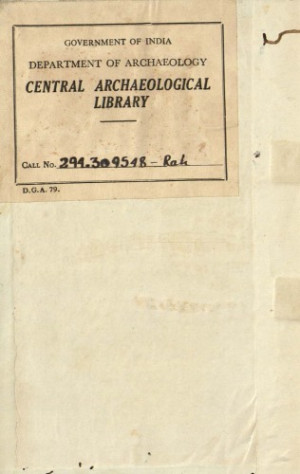 GOVERNMENT OF INDIA
DEPARTMENT OF ARCHAEOLOGY
CENTRAL ARCHAEOLOGICAL
LIBRARY
CALL No. 294.309548 - Rah
D.G.A. 79.